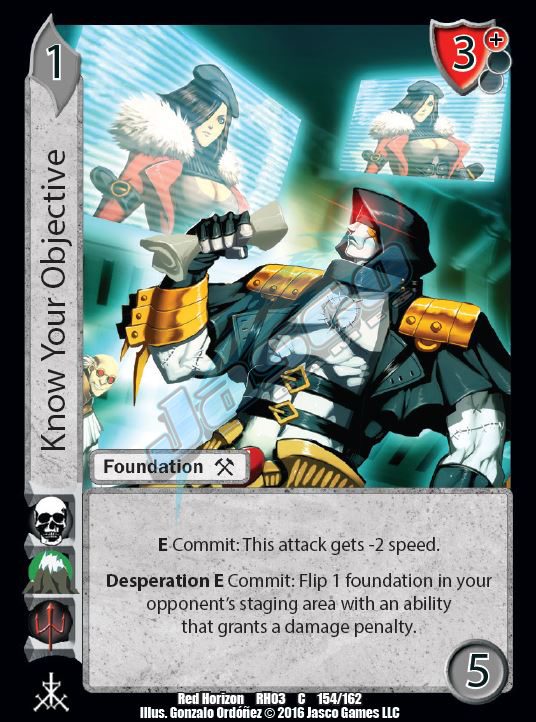 1
3
+
Know Your Objective
Jasco
Foundation
E Commit: This attack gets -2 speed.
Desperation E Commit: Flip 1 foundation in your
opponent's staging area with an ability
that grants a damage penalty.
5
Red Horizon RH03 C 154/162
Illus. Gonzalo Ordóñez © 2016 Jasco Games LLC